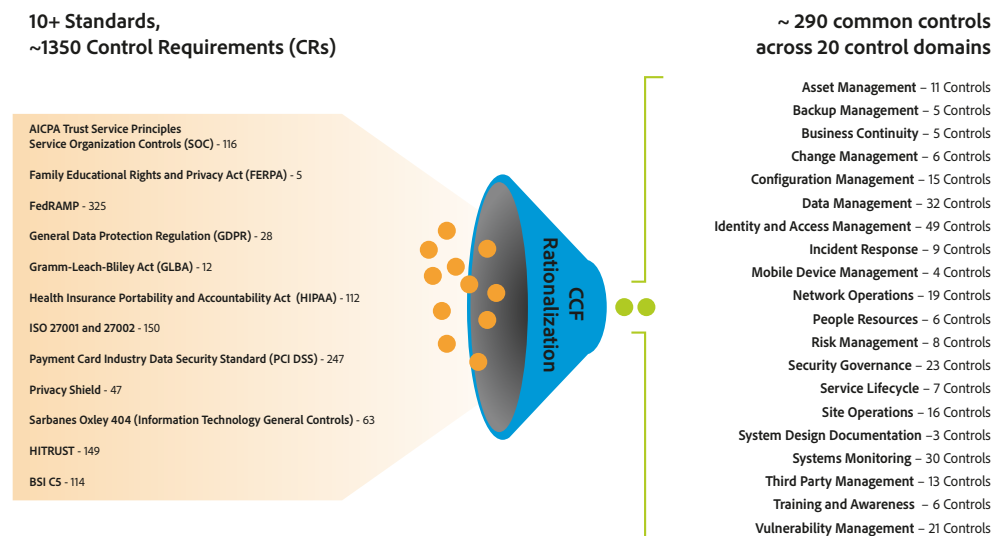 10+ Standards,
~1350 Control Requirements (CRs)
AICPA Trust Service Principles
Service Organization Controls (SOC) - 116
Family Educational Rights and Privacy Act (FERPA) - 5
FedRAMP - 325
General Data Protection Regulation (GDPR) - 28
Gramm-Leach-Bliley Act (GLBA) - 12
Health Insurance Portability and Accountability Act (HIPAA) - 112
ISO 27001 and 27002 - 150
Payment Card Industry Data Security Standard (PCI DSS) - 247
Privacy Shield - 47
Sarbanes Oxley 404 (Information Technology General Controls) - 63
HITRUST - 149
BSI C5 - 114
CCF
Rationalization
~ 290 common controls
across 20 control domains
Asset Management – 11 Controls
Backup Management – 5 Controls
Business Continuity – 5 Controls
Change Management – 6 Controls
Configuration Management – 15 Controls
Data Management – 32 Controls
Identity and Access Management – 49 Controls
Incident Response – 9 Controls
Mobile Device Management – 4 Controls
Network Operations – 19 Controls
People Resources – 6 Controls
Risk Management – 8 Controls
Security Governance – 23 Controls
Service Lifecycle – 7 Controls
Site Operations – 16 Controls
System Design Documentation –3 Controls
Systems Monitoring – 30 Controls
Third Party Management – 13 Controls
Training and Awareness – 6 Controls
Vulnerability Management – 21 Controls